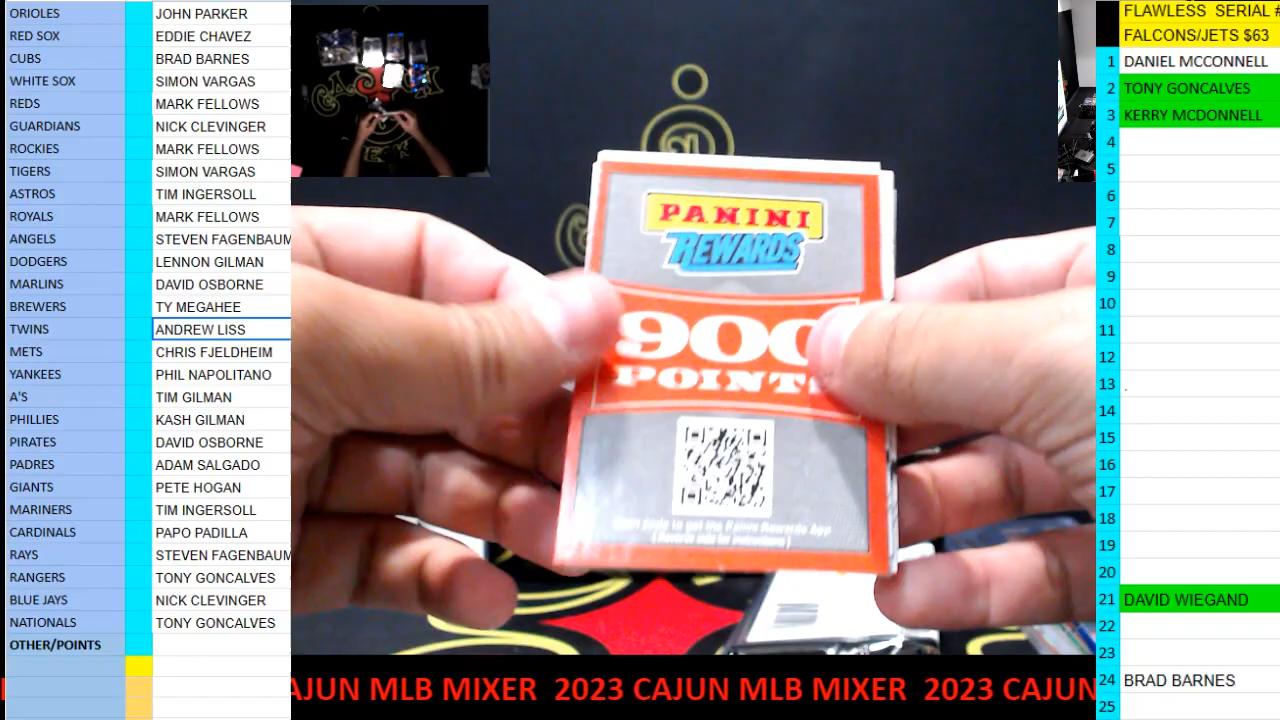 ORIOLES JOHN PARKER
RED SOX EDDIE CHAVEZ
CUBS BRAD BARNES
WHITE SOX SIMON VARGAS
REDS MARK FELLOWS
GUARDIANS NICK CLEVINGER
ROCKIES MARK FELLOWS
TIGERS SIMON VARGAS
ASTROS TIM INGERSOLL
ROYALS MARK FELLOWS
ANGELS STEVEN FAGENBAUM
DODGERS LENNON GILMAN
MARLINS DAVID OSBORNE
BREWERS TY MEGAHEE
TWINS ANDREW LISS
METS CHRIS FJELDHEIM
YANKEES PHIL NAPOLITANO
A'S TIM GILMAN
PHILLIES KASH GILMAN
PIRATES DAVID OSBORNE
PADRES ADAM SALGADO
GIANTS PETE HOGAN
MARINERS TIM INGERSOLL
CARDINALS PAPO PADILLA
RAYS STEVEN FAGENBAUM
RANGERS TONY GONCALVES
BLUE JAYS NICK CLEVINGER
NATIONALS TONY GONCALVES
OTHER/POINTS
PANINI
REWARDS
900
POINTS
to get the Panini Rewards App
AJUN MLB MIXER 2023 CAJUN MLB MIXER 2023 CAJUN
FLAWLESS SERIAL #
FALCONS/JETS $63
1 DANIEL MCCONNELL
2 TONY GONCALVES
3 KERRY MCDONNELL
4
5
6
7
8
9
10
11
12
13
14
15
16
17
18
19
20
21 DAVID WIEGAND
22
23
24 BRAD BARNES
25